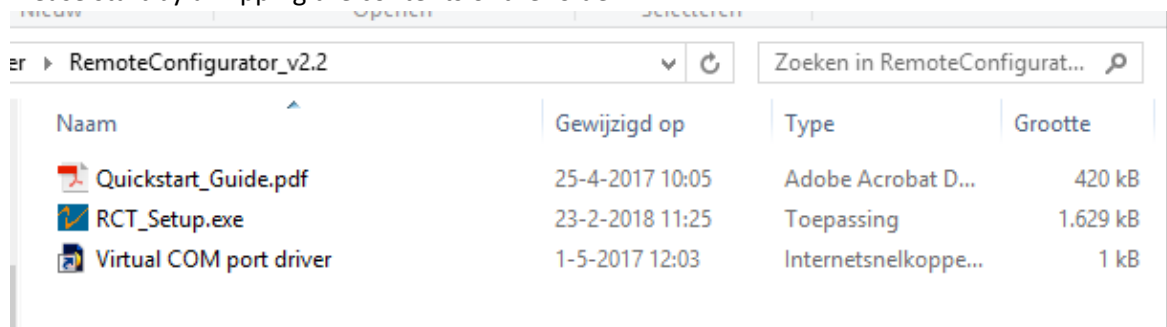 er ▸ RemoteConfigurator_v2.2 Zoeken in RemoteConfigurat...
Naam Gewijzigd op Type Grootte
Quickstart_Guide.pdf 25-4-2017 10:05 Adobe Acrobat D... 420 kB
RCT_Setup.exe 23-2-2018 11:25 Toepassing 1.629 kB
Virtual COM port driver 1-5-2017 12:03 Internetsnelkoppe... 1 kB